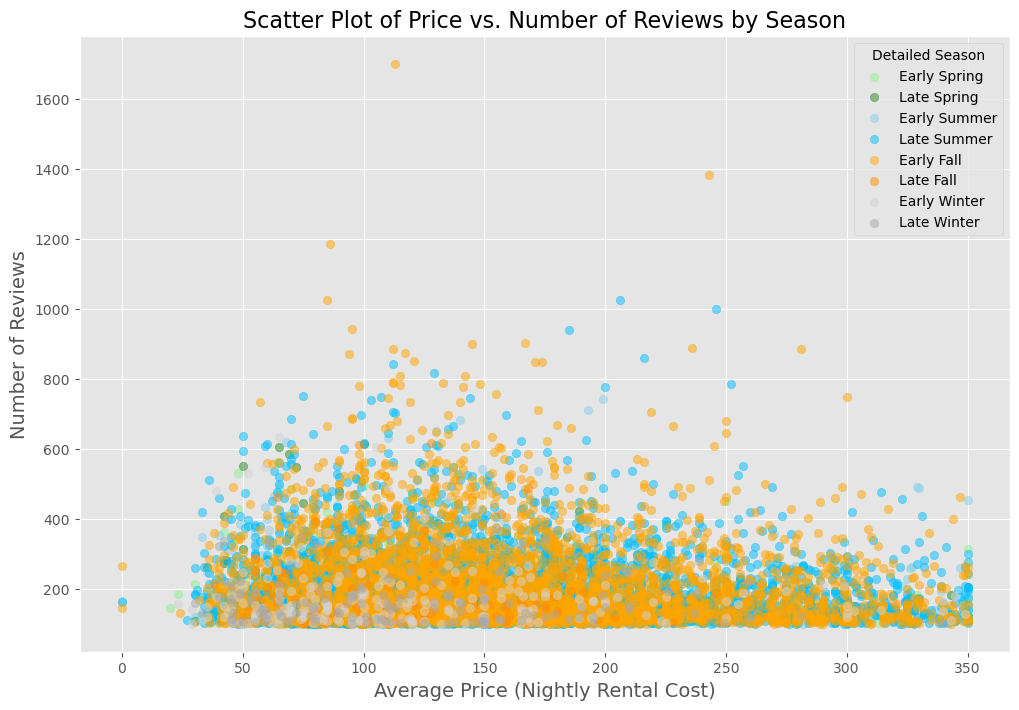 Scatter Plot of Price vs. Number of Reviews by Season
Detailed Season
Early Spring
Late Spring
Early Summer
Late Summer
Early Fall
Late Fall
Early Winter
Late Winter
Number of Reviews
1600
1400
1200
1000
800
600
400
200
0
50
100
150
200
250
300
350
Average Price (Nightly Rental Cost)